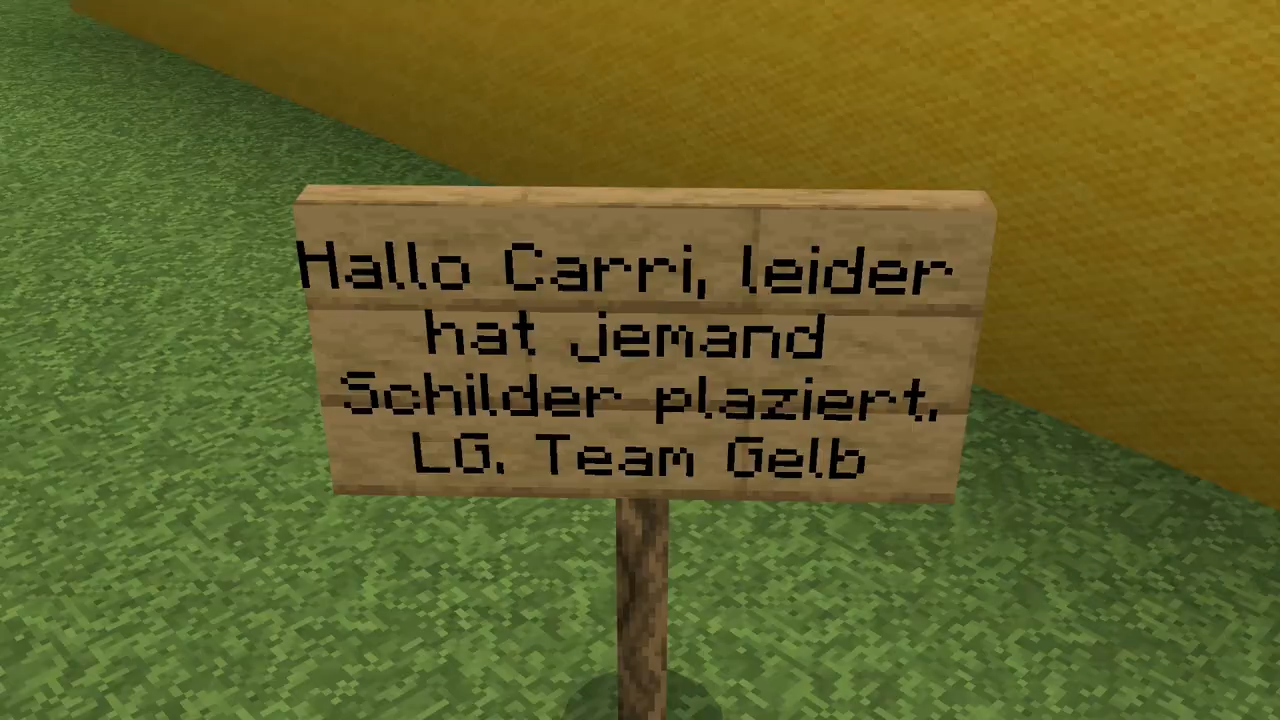 Hallo Carri, leider
hat jemand
Schilder plaziert.
LG. Team Gelb